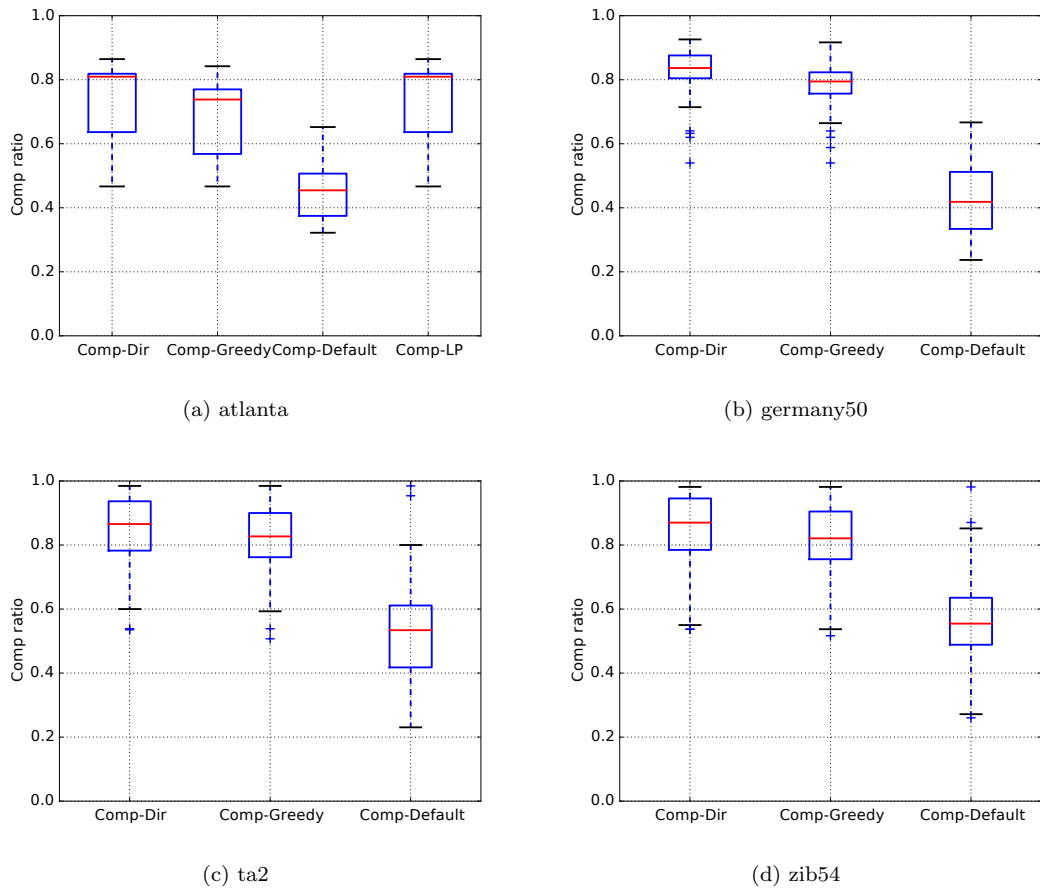 1.0
0.8
0.6
0.4
0.2
0.0
Comp ratio
Comp-Dir Comp-Greedy Comp-Default Comp-LP
(a) atlanta
1.0
0.8
0.6
0.4
0.2
0.0
Comp ratio
Comp-Dir Comp-Greedy Comp-Default
(b) germany50
1.0
0.8
0.6
0.4
0.2
0.0
Comp ratio
Comp-Dir Comp-Greedy Comp-Default
(c) ta2
1.0
0.8
0.6
0.4
0.2
0.0
Comp ratio
Comp-Dir Comp-Greedy Comp-Default
(d) zib54